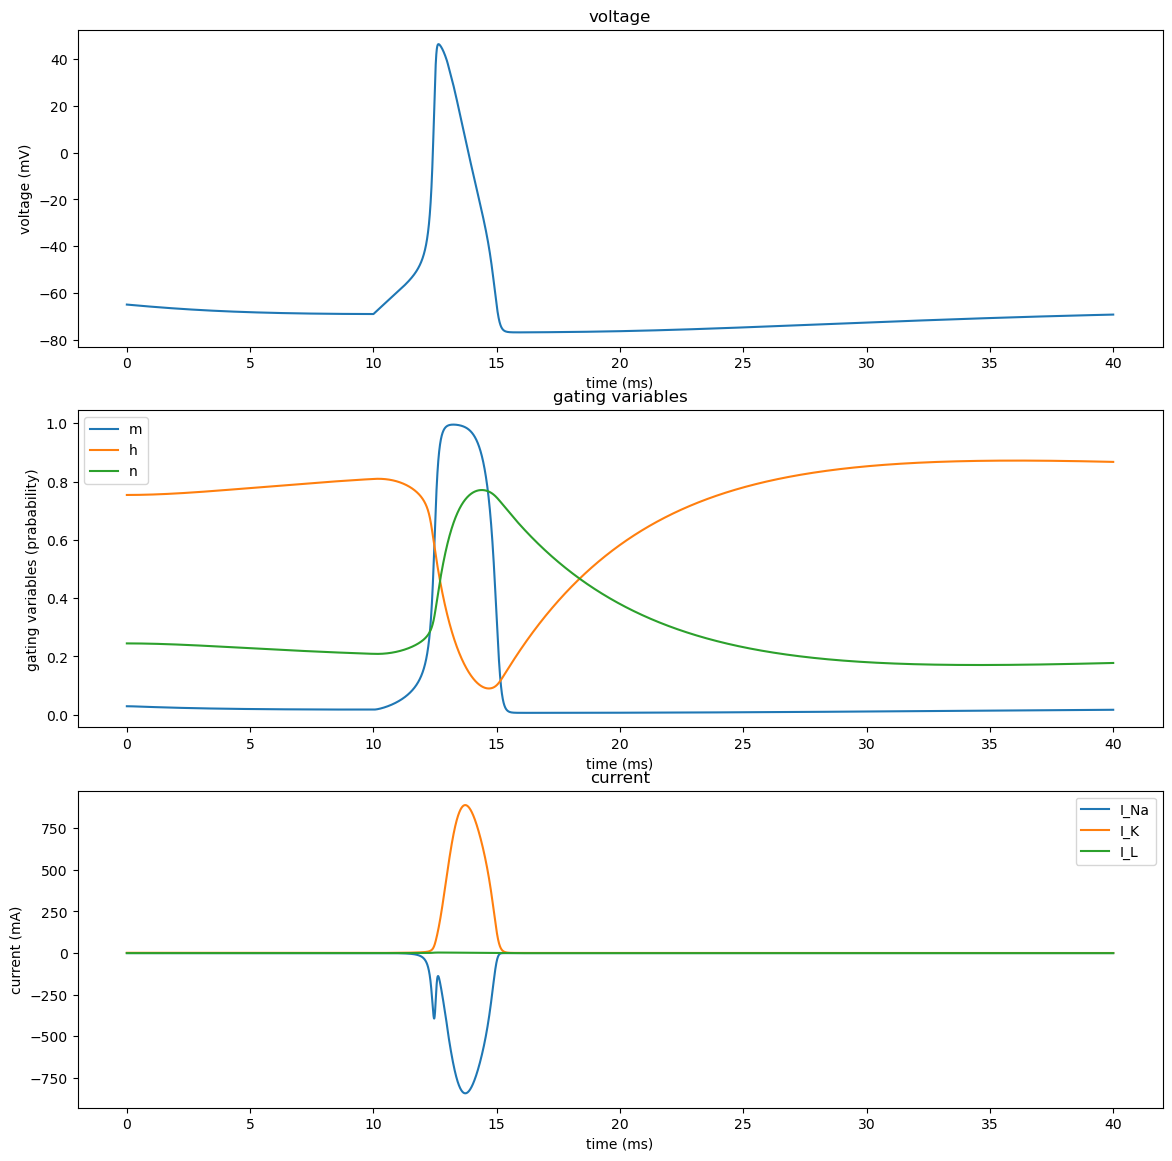 voltage
voltage (mV)
40
20
0
−20
−40
−60
−80
0 5 10 15 20 25 30 35 40
time (ms)
gating variables
gating variables (prabability)
1.0
0.8
0.6
0.4
0.2
0.0
m
h
n
0 5 10 15 20 25 30 35 40
time (ms)
current
current (mA)
750
500
250
0
−250
−500
−750
I_Na
I_K
I_L
0 5 10 15 20 25 30 35 40
time (ms)